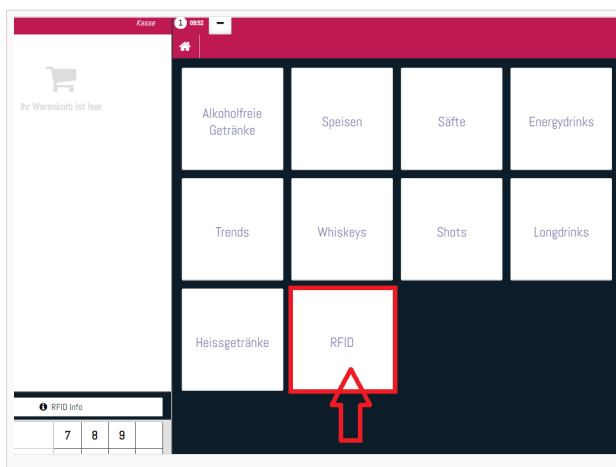 Kasse
1 09:52
Ihr Warenkorb ist leer
Alkoholfreie
Getränke
Speisen
Säfte
Energydrinks
Trends
Whiskeys
Shots
Longdrinks
Heissgetränke
RFID
RFID Info
7 8 9